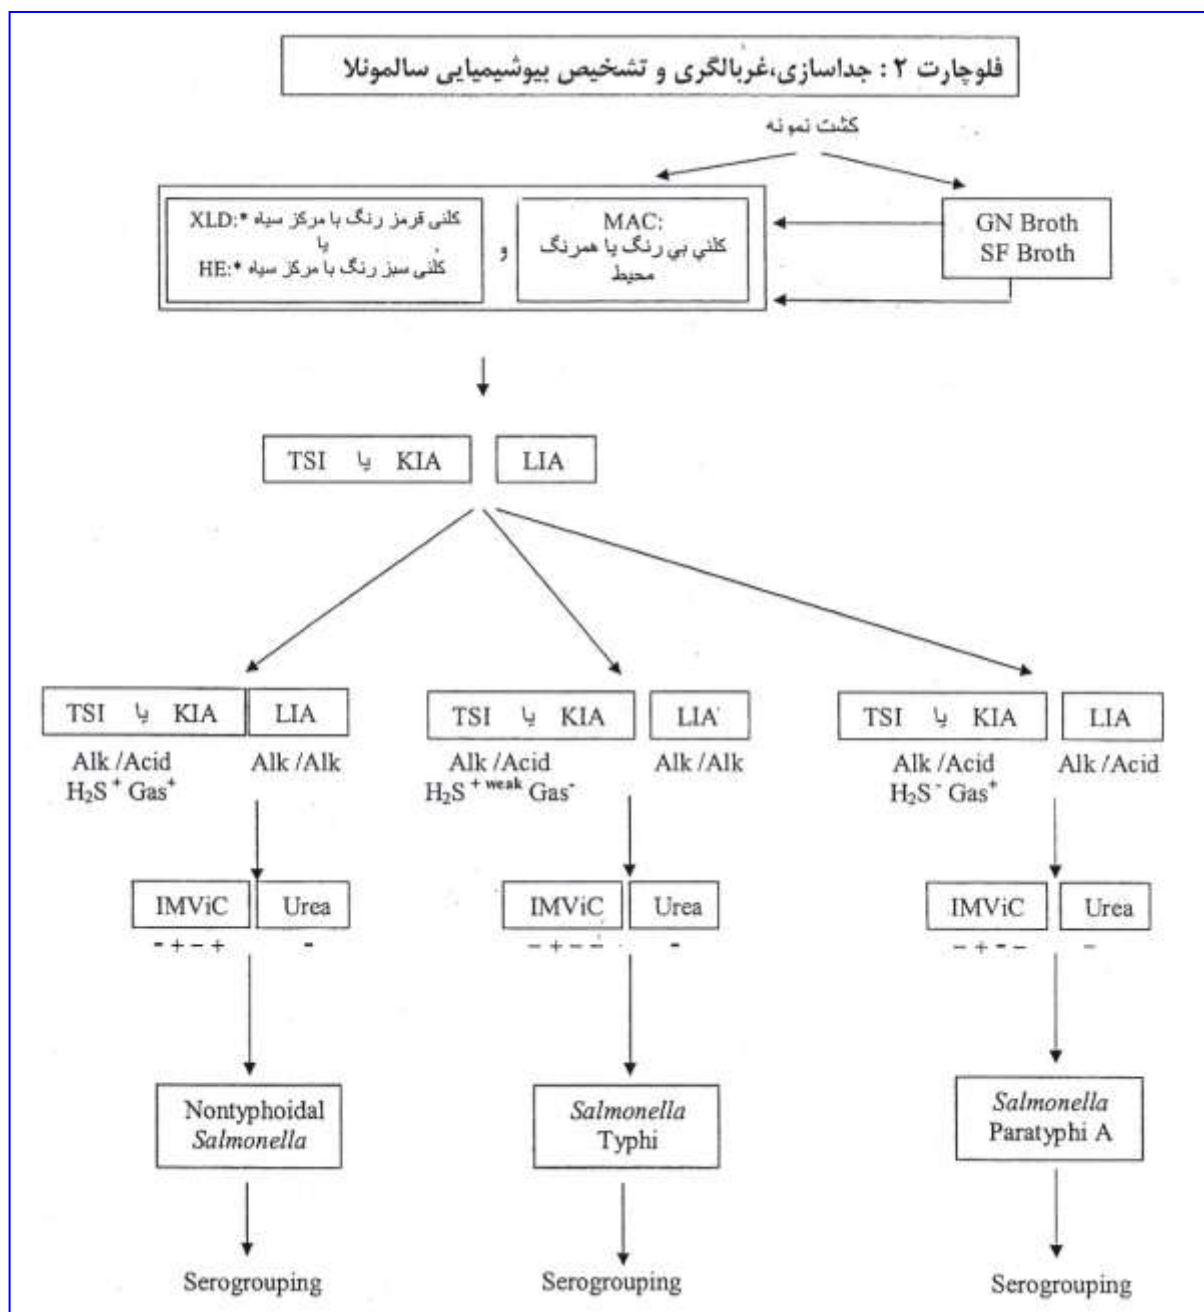 فلوچارت ۲ : جداسازی،غربالگری و تشخیص بیوشیمیایی سالمونلا
کشت نمونه
XLD:* کلنی قرمز رنگ با مرکز سیاه
یا
HE:* کلنی سبز رنگ با مرکز سیاه
و
MAC:
کلني بي رنگ يا همرنگ
محيط
GN Broth
SF Broth
TSI یا KIA
LIA
TSI یا KIA LIA
Alk /Acid Alk /Alk
H₂S⁺ Gas⁺
TSI یا KIA LIA
Alk /Acid Alk /Alk
H₂S⁺ ʷᵉᵃᵏ Gas⁻
TSI یا KIA LIA
Alk /Acid Alk /Acid
H₂S⁻ Gas⁺
IMViC Urea
- + - + -
IMViC Urea
- + - - -
IMViC Urea
- + - - -
Nontyphoidal
Salmonella
Salmonella
Typhi
Salmonella
Paratyphi A
Serogrouping
Serogrouping
Serogrouping